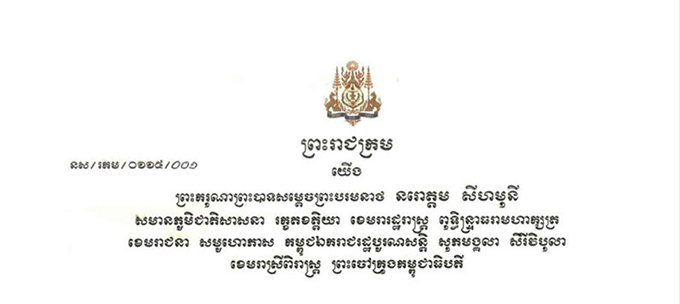 ព្រះរាជក្រម
នស/រកម/០៦៦៥/០០១
យើង
ព្រះករុណាព្រះបាទសម្តេចព្រះបរមនាថ នរោត្តម សីហមុនី
សមានភូមិជាតិសាសនា រក្ខតខត្តិយា ខេមរារដ្ឋរាស្ត្រ ពុទ្ធិន្ទ្រាធរាមហាក្សត្រ
ខេមរាជនា សមូហោភាស កម្ពុជឯករាជរដ្ឋបូរណសន្តិ សុភមង្គលា សិរីវិបុលា
ខេមរាស្រីពិរាស្ត្រ ព្រះចៅក្រុងកម្ពុជាធិបតី